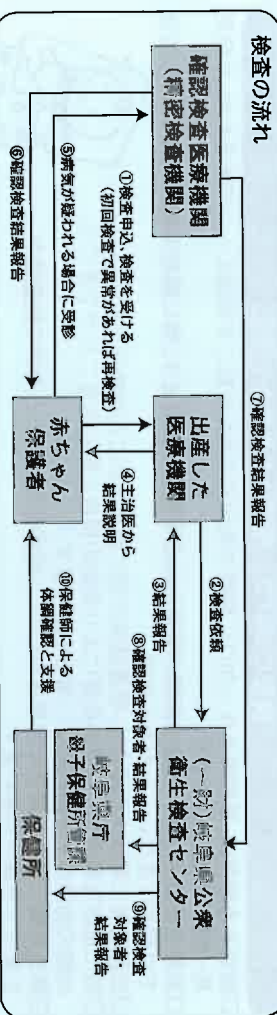 検査の流れ
確認検査医療機関
(精密検査機関)
⑦確認検査結果報告
①検査申込、検査を受ける
(初回検査で異常があれば再検査)
⑤病気が疑われる場合に受診
⑥確認検査結果報告
出産した
医療機関
②検査依頼
③結果報告
④主治医から
結果説明
赤ちゃん
保護者
(一財)岐阜県公衆
衛生検査センター
⑧確認検査対象者・結果報告
岐阜県庁
母子保健所管課
⑨確認検査
対象者・
結果報告
⑩保健師による
体調確認と支援
保健所